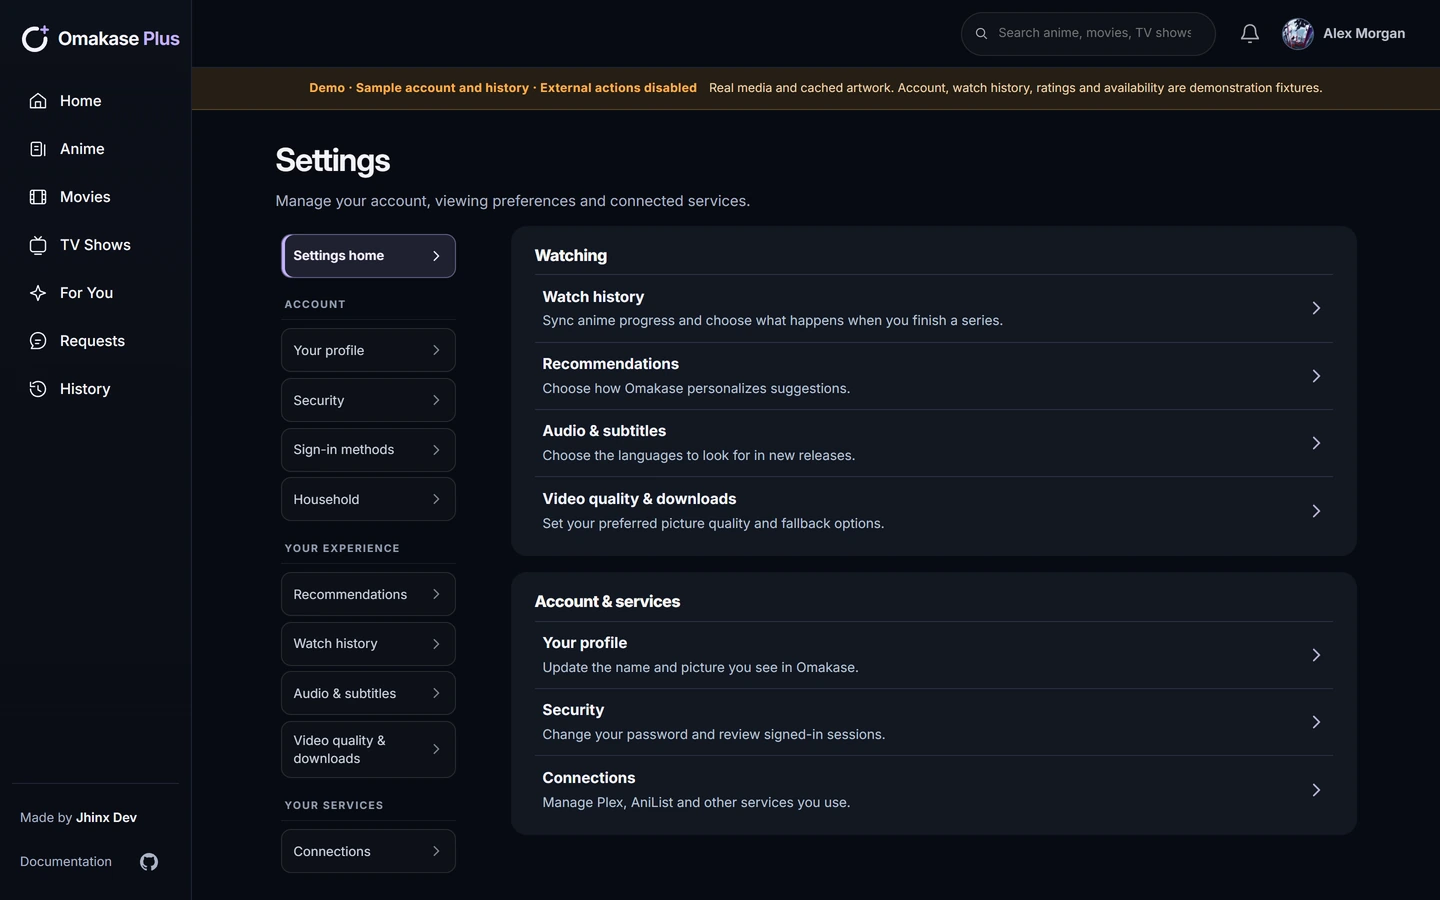 Omakase Plus
Search anime, movies, TV shows
Alex Morgan
Home
Anime
Movies
TV Shows
For You
Requests
History
Made by Jhinx Dev
Documentation
Demo · Sample account and history · External actions disabled Real media and cached artwork. Account, watch history, ratings and availability are demonstration fixtures.
Settings
Manage your account, viewing preferences and connected services.
Settings home
ACCOUNT
Your profile
Security
Sign-in methods
Household
YOUR EXPERIENCE
Recommendations
Watch history
Audio & subtitles
Video quality &
downloads
YOUR SERVICES
Connections
Watching
Watch history
Sync anime progress and choose what happens when you finish a series.
Recommendations
Choose how Omakase personalizes suggestions.
Audio & subtitles
Choose the languages to look for in new releases.
Video quality & downloads
Set your preferred picture quality and fallback options.
Account & services
Your profile
Update the name and picture you see in Omakase.
Security
Change your password and review signed-in sessions.
Connections
Manage Plex, AniList and other services you use.